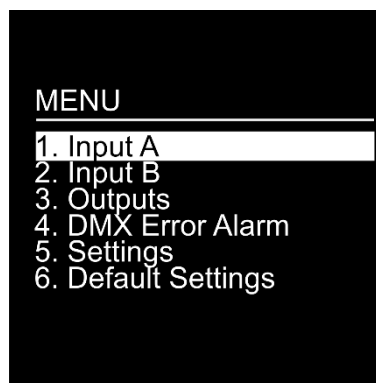 MENU
1. Input A
2. Input B
3. Outputs
4. DMX Error Alarm
5. Settings
6. Default Settings